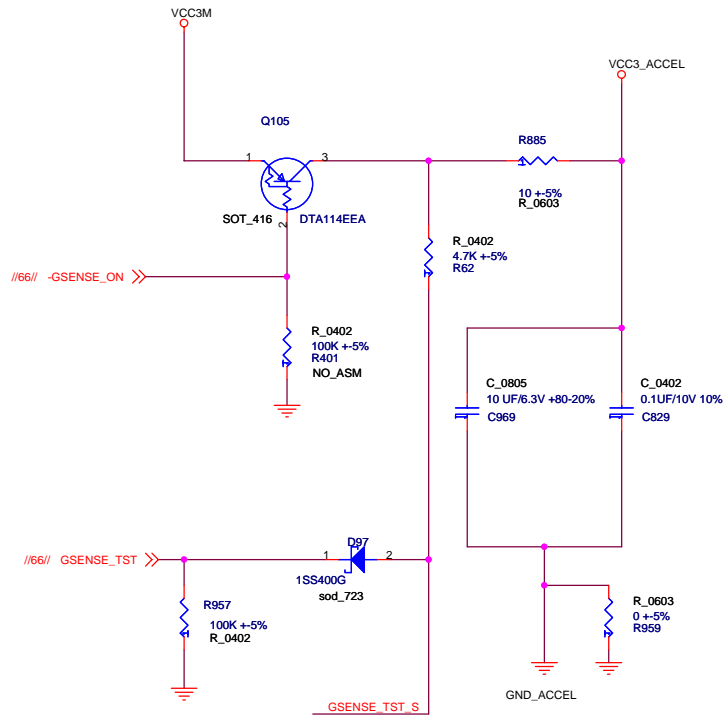 VCC3M
VCC3_ACCEL
Q105
R885
1
3
10 +-5%
R_0603
SOT_416
2
DTA114EEA
R_0402
4.7K +-5%
R62
1
//66// -GSENSE_ON
R_0402
100K +-5%
R401
NO_ASM
C_0805
10 UF/6.3V +80-20%
C969
C_0402
0.1UF/10V 10%
C829
//66// GSENSE_TST
D97
1
2
1SS400G
sod_723
R957
100K +-5%
R_0402
R_0603
0 +-5%
R959
GND_ACCEL
GSENSE_TST_S